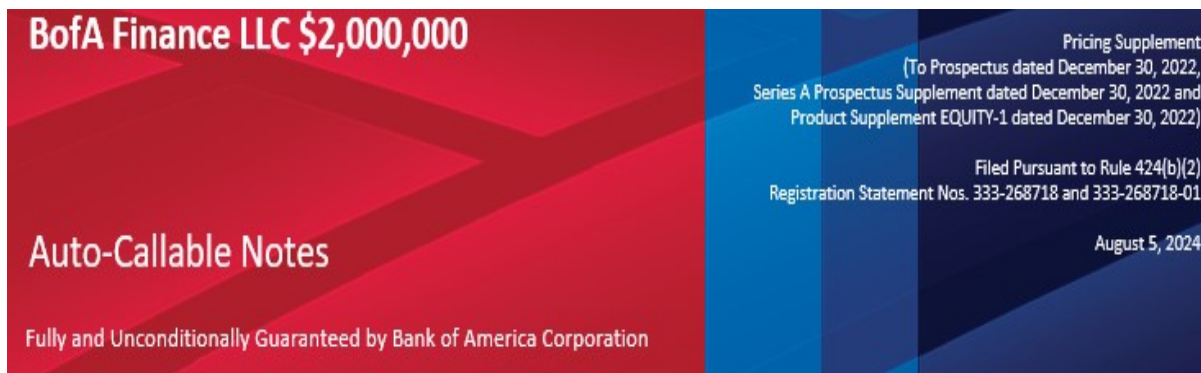 BofA Finance LLC $2,000,000
Auto-Callable Notes
Fully and Unconditionally Guaranteed by Bank of America Corporation
Pricing Supplement
(To Prospectus dated December 30, 2022,
Series A Prospectus Supplement dated December 30, 2022 and
Product Supplement EQUITY-1 dated December 30, 2022)
Filed Pursuant to Rule 424(b)(2)
Registration Statement Nos. 333-268718 and 333-268718-01
August 5, 2024